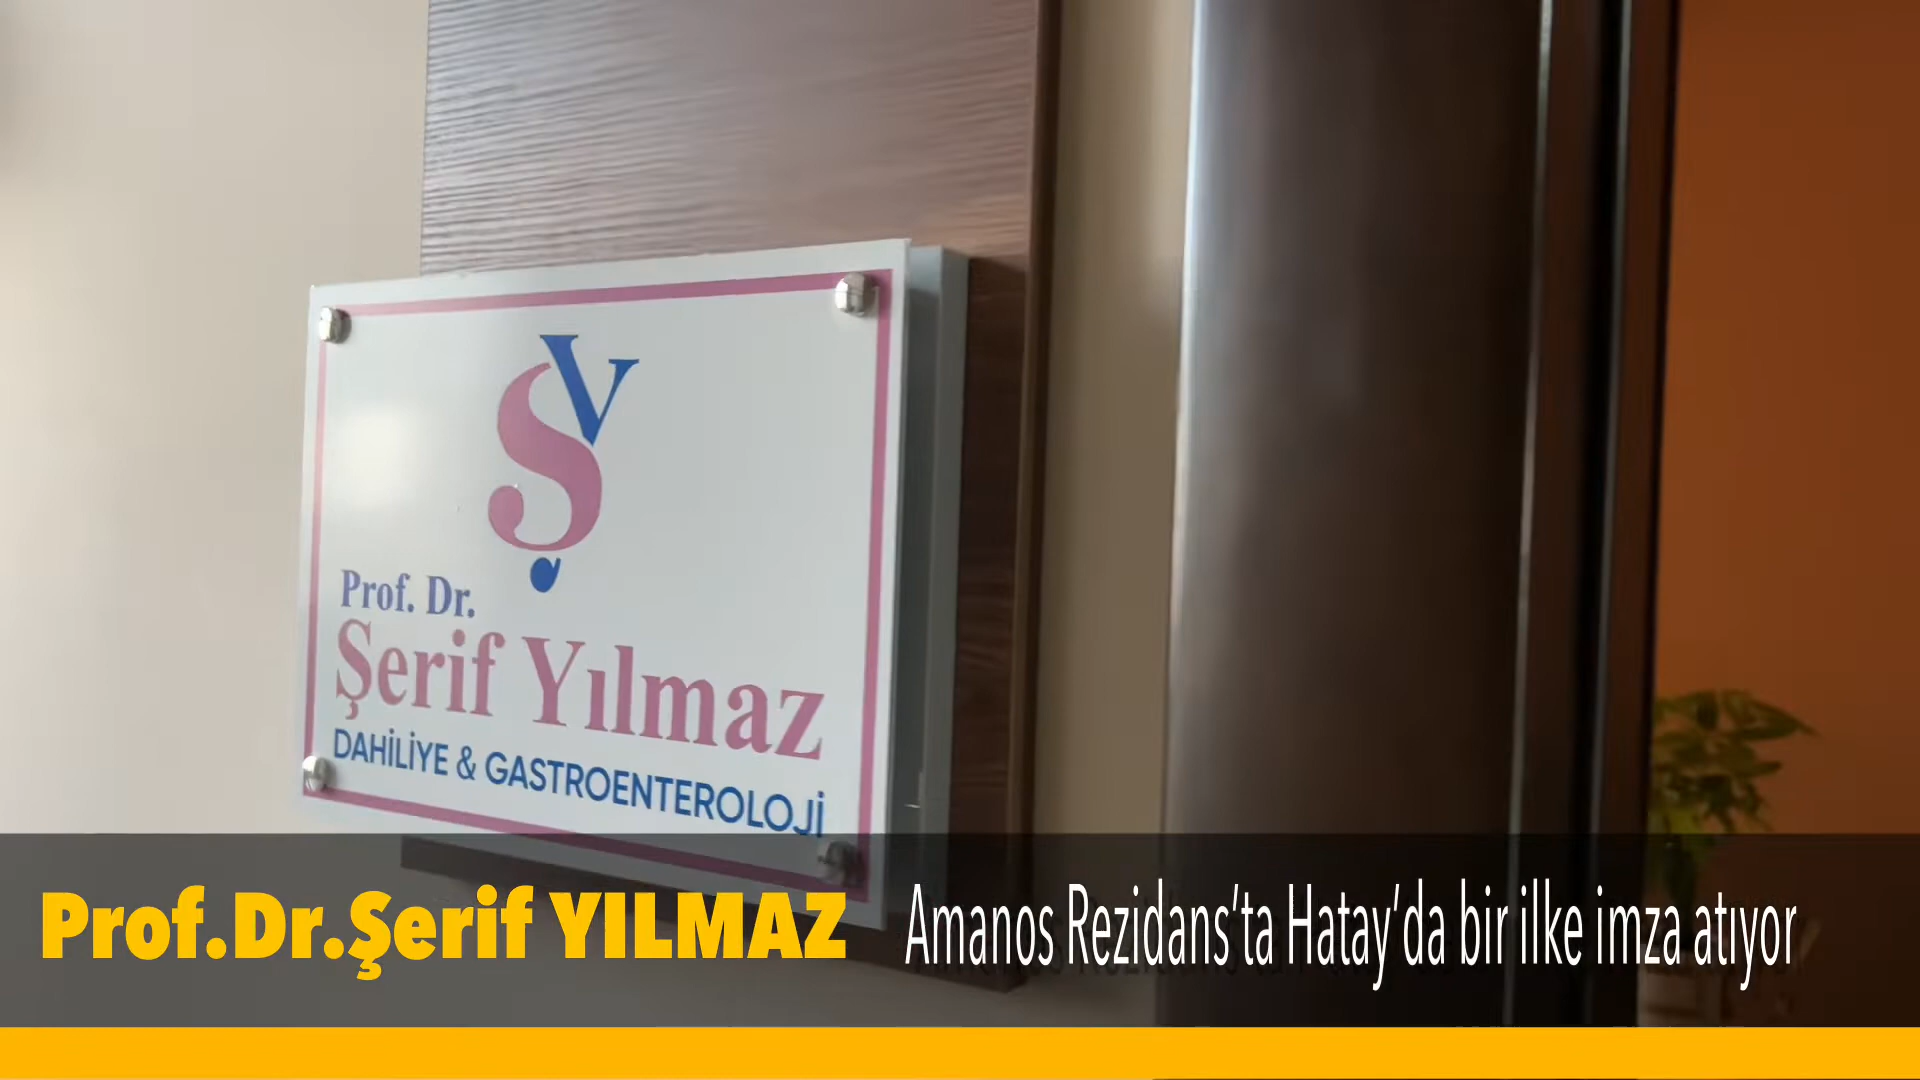 ŞY
Prof. Dr.
Şerif Yılmaz
DAHİLİYE & GASTROENTEROLOJİ
Prof.Dr.Şerif YILMAZ Amanos Rezidans’ta Hatay’da bir ilke imza atıyor